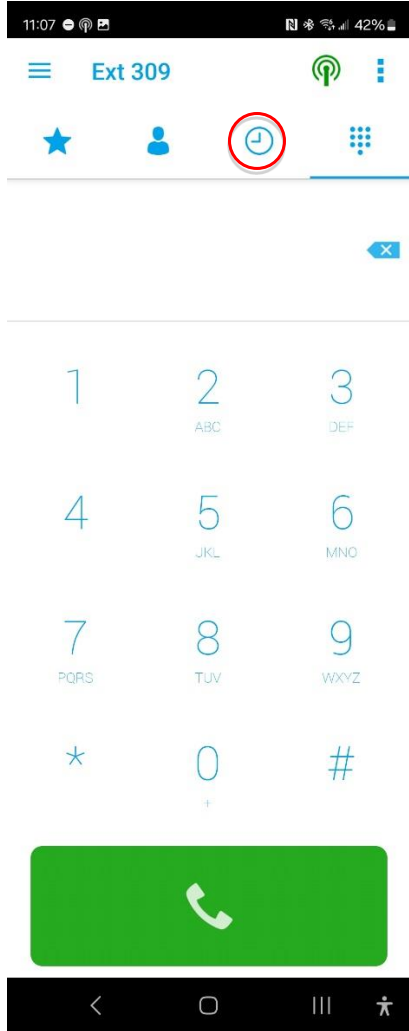 11:07 42%
Ext 309
1 2 3
ABC DEF
4 5 6
JKL MNO
7 8 9
PQRS TUV WXYZ
* 0 #
+